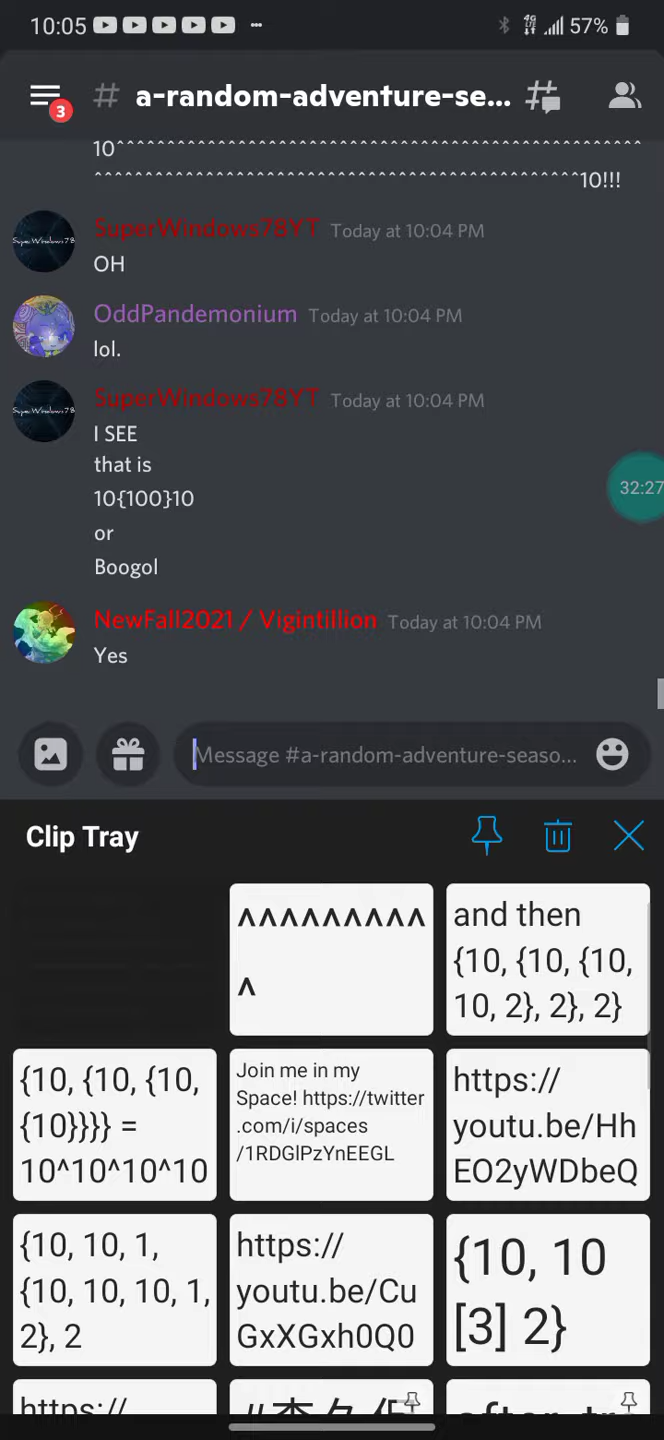 10:05
57%
3
# a-random-adventure-se...
10^^^^^^^^^^^^^^^^^^^^^^^^^^^^^^^^^^^^^^^^^^^^^^^^^^^
^^^^^^^^^^^^^^^^^^^^^^^^^^^^^^^^^^^^^^^^^^^^^^^^^10!!!
SuperWindows78YT Today at 10:04 PM
OH
OddPandemonium Today at 10:04 PM
lol.
SuperWindows78YT Today at 10:04 PM
I SEE
that is
10{100}10
32:27
or
Boogol
NewFall2021 / Vigintillion Today at 10:04 PM
Yes
Message #a-random-adventure-seaso...
Clip Tray
^^^^^^^^^
^
and then
{10, {10, {10,
10, 2}, 2}, 2}
{10, {10, {10,
{10}}}} =
10^10^10^10
Join me in my
Space! https://twitter
.com/i/spaces
/1RDGlPzYnEEGL
https://
youtu.be/Hh
EO2yWDbeQ
{10, 10, 1,
{10, 10, 10, 1,
2}, 2
https://
youtu.be/Cu
GxXGxh0Q0
{10, 10
[3] 2}
https://